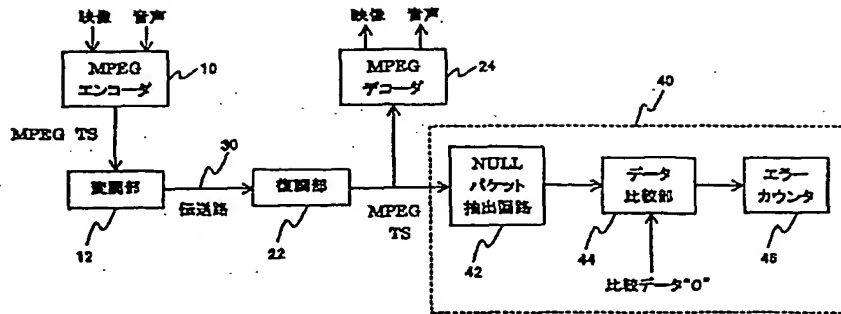 映像 音声
MPEG
エンコーダ
10
MPEG TS
変調部
12
30
伝送路
復調部
22
映像 音声
MPEG
デコーダ
24
MPEG
TS
40
NULL
パケット
抽出回路
42
データ
比較部
44
比較データ"0"
エラー
カウンタ
46